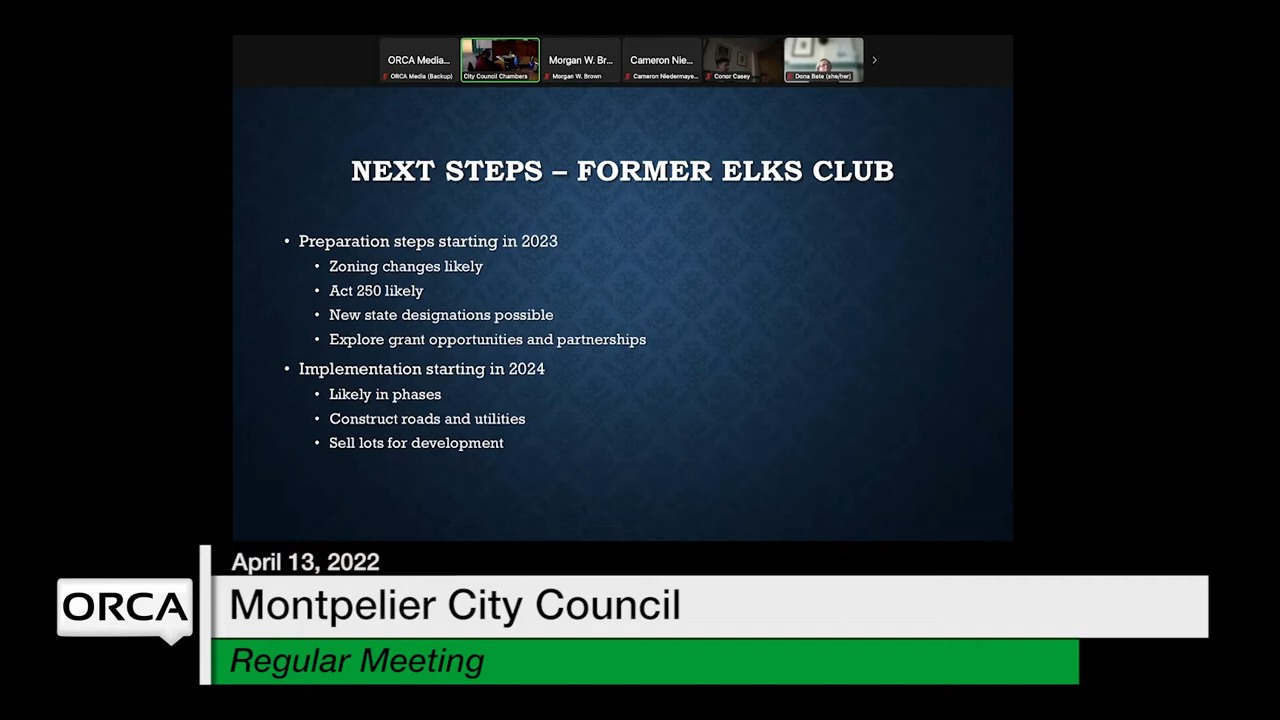 ORCA Media...
Morgan W. Br...
Cameron Nie...
ORCA Media (Backup)
City Council Chambers
Morgan W. Brown
Cameron Niedermaye...
Conor Casey
Dona Bate (she/her)
NEXT STEPS – FORMER ELKS CLUB
• Preparation steps starting in 2023
• Zoning changes likely
• Act 250 likely
• New state designations possible
• Explore grant opportunities and partnerships
• Implementation starting in 2024
• Likely in phases
• Construct roads and utilities
• Sell lots for development
April 13, 2022
ORCA
Montpelier City Council
Regular Meeting